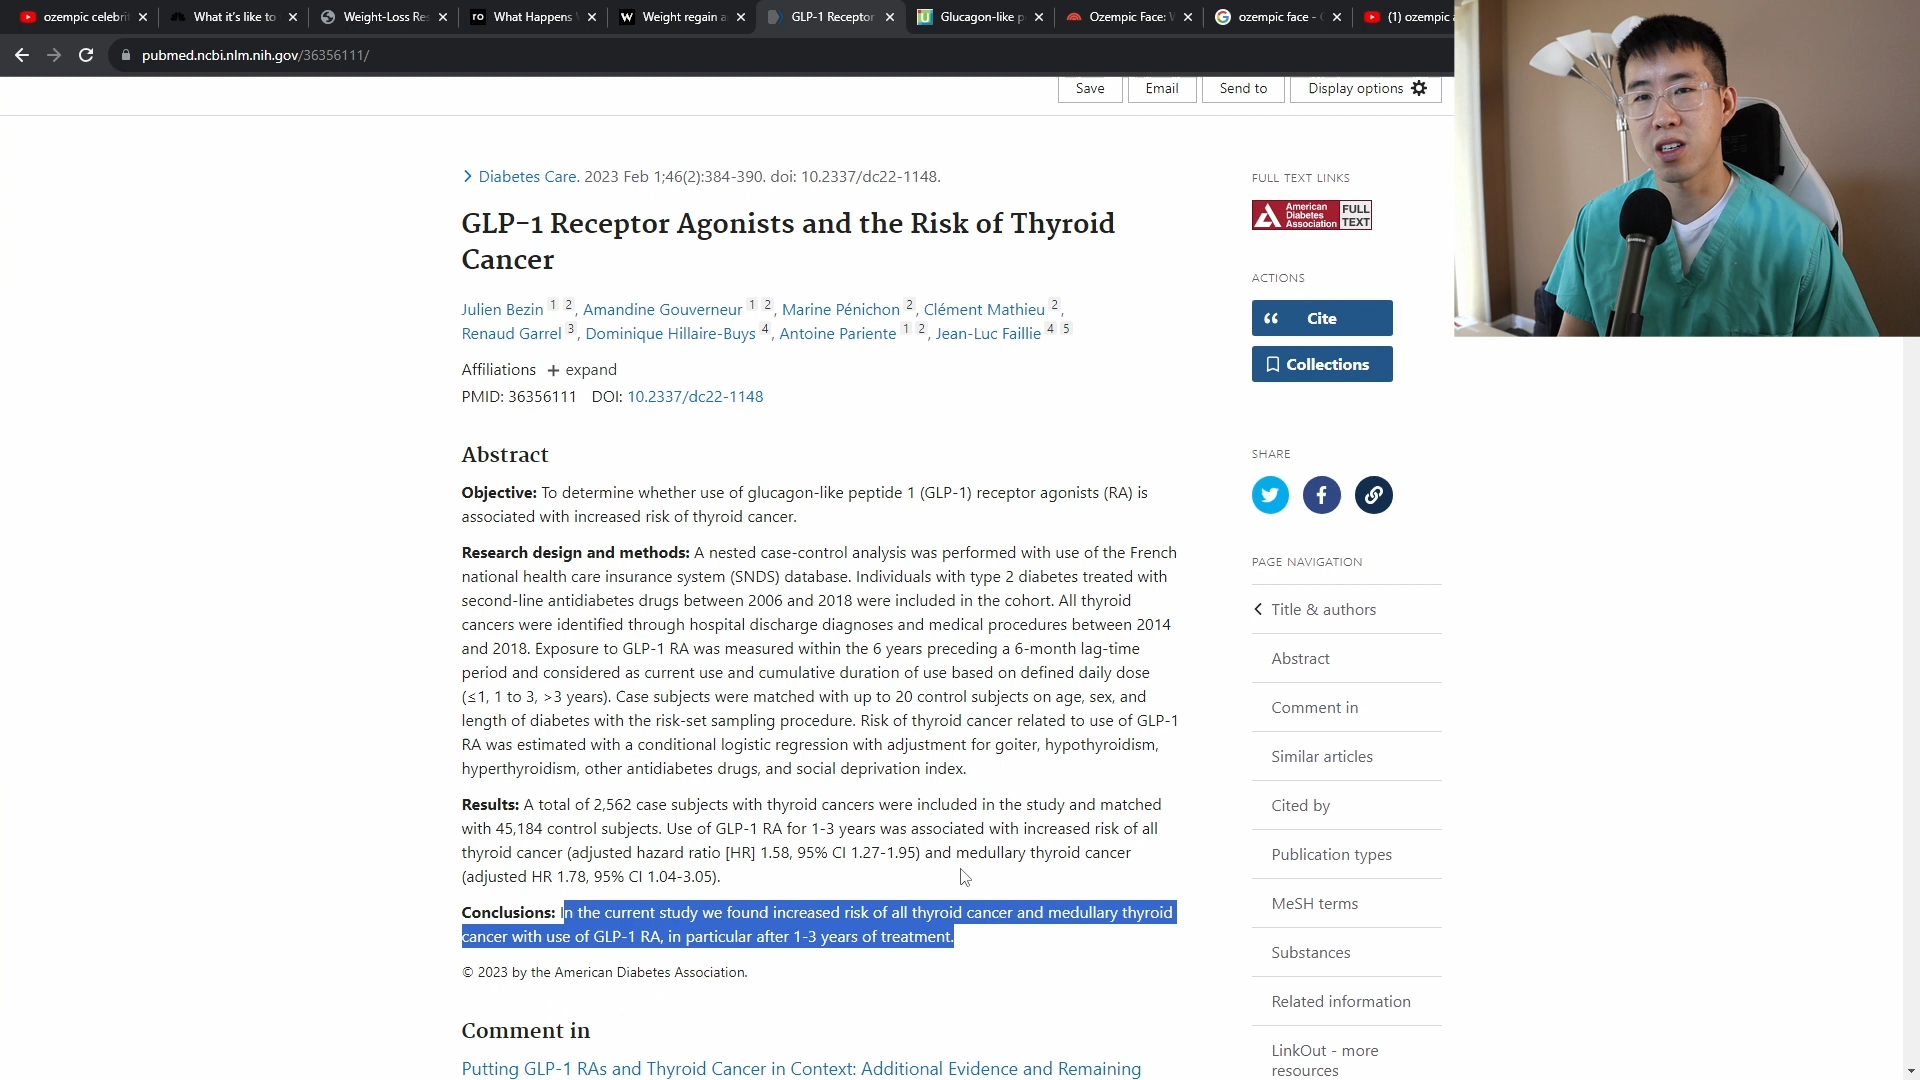 ozempic celebrit
What it's like to
Weight-Loss Res
ro What Happens
W Weight regain a
GLP-1 Receptor
Glucagon-like p
Ozempic Face: W
ozempic face -
(1) ozempic
pubmed.ncbi.nlm.nih.gov/36356111/
Save
Email
Send to
Display options
Diabetes Care. 2023 Feb 1;46(2):384-390. doi: 10.2337/dc22-1148.
GLP-1 Receptor Agonists and the Risk of Thyroid
Cancer
Julien Bezin 1 2, Amandine Gouverneur 1 2, Marine Pénichon 2, Clément Mathieu 2,
Renaud Garrel 3, Dominique Hillaire-Buys 4, Antoine Pariente 1 2, Jean-Luc Faillie 4 5
Affiliations + expand
PMID: 36356111 DOI: 10.2337/dc22-1148
Abstract
Objective: To determine whether use of glucagon-like peptide 1 (GLP-1) receptor agonists (RA) is
associated with increased risk of thyroid cancer.
Research design and methods: A nested case-control analysis was performed with use of the French
national health care insurance system (SNDS) database. Individuals with type 2 diabetes treated with
second-line antidiabetes drugs between 2006 and 2018 were included in the cohort. All thyroid
cancers were identified through hospital discharge diagnoses and medical procedures between 2014
and 2018. Exposure to GLP-1 RA was measured within the 6 years preceding a 6-month lag-time
period and considered as current use and cumulative duration of use based on defined daily dose
(≤1, 1 to 3, >3 years). Case subjects were matched with up to 20 control subjects on age, sex, and
length of diabetes with the risk-set sampling procedure. Risk of thyroid cancer related to use of GLP-1
RA was estimated with a conditional logistic regression with adjustment for goiter, hypothyroidism,
hyperthyroidism, other antidiabetes drugs, and social deprivation index.
Results: A total of 2,562 case subjects with thyroid cancers were included in the study and matched
with 45,184 control subjects. Use of GLP-1 RA for 1-3 years was associated with increased risk of all
thyroid cancer (adjusted hazard ratio [HR] 1.58, 95% CI 1.27-1.95) and medullary thyroid cancer
(adjusted HR 1.78, 95% CI 1.04-3.05).
Conclusions: In the current study we found increased risk of all thyroid cancer and medullary thyroid
cancer with use of GLP-1 RA, in particular after 1-3 years of treatment.
© 2023 by the American Diabetes Association.
Comment in
Putting GLP-1 RAs and Thyroid Cancer in Context: Additional Evidence and Remaining
FULL TEXT LINKS
American
Diabetes
Association
FULL
TEXT
ACTIONS
Cite
Collections
SHARE
PAGE NAVIGATION
Title & authors
Abstract
Comment in
Similar articles
Cited by
Publication types
MeSH terms
Substances
Related information
LinkOut - more
resources